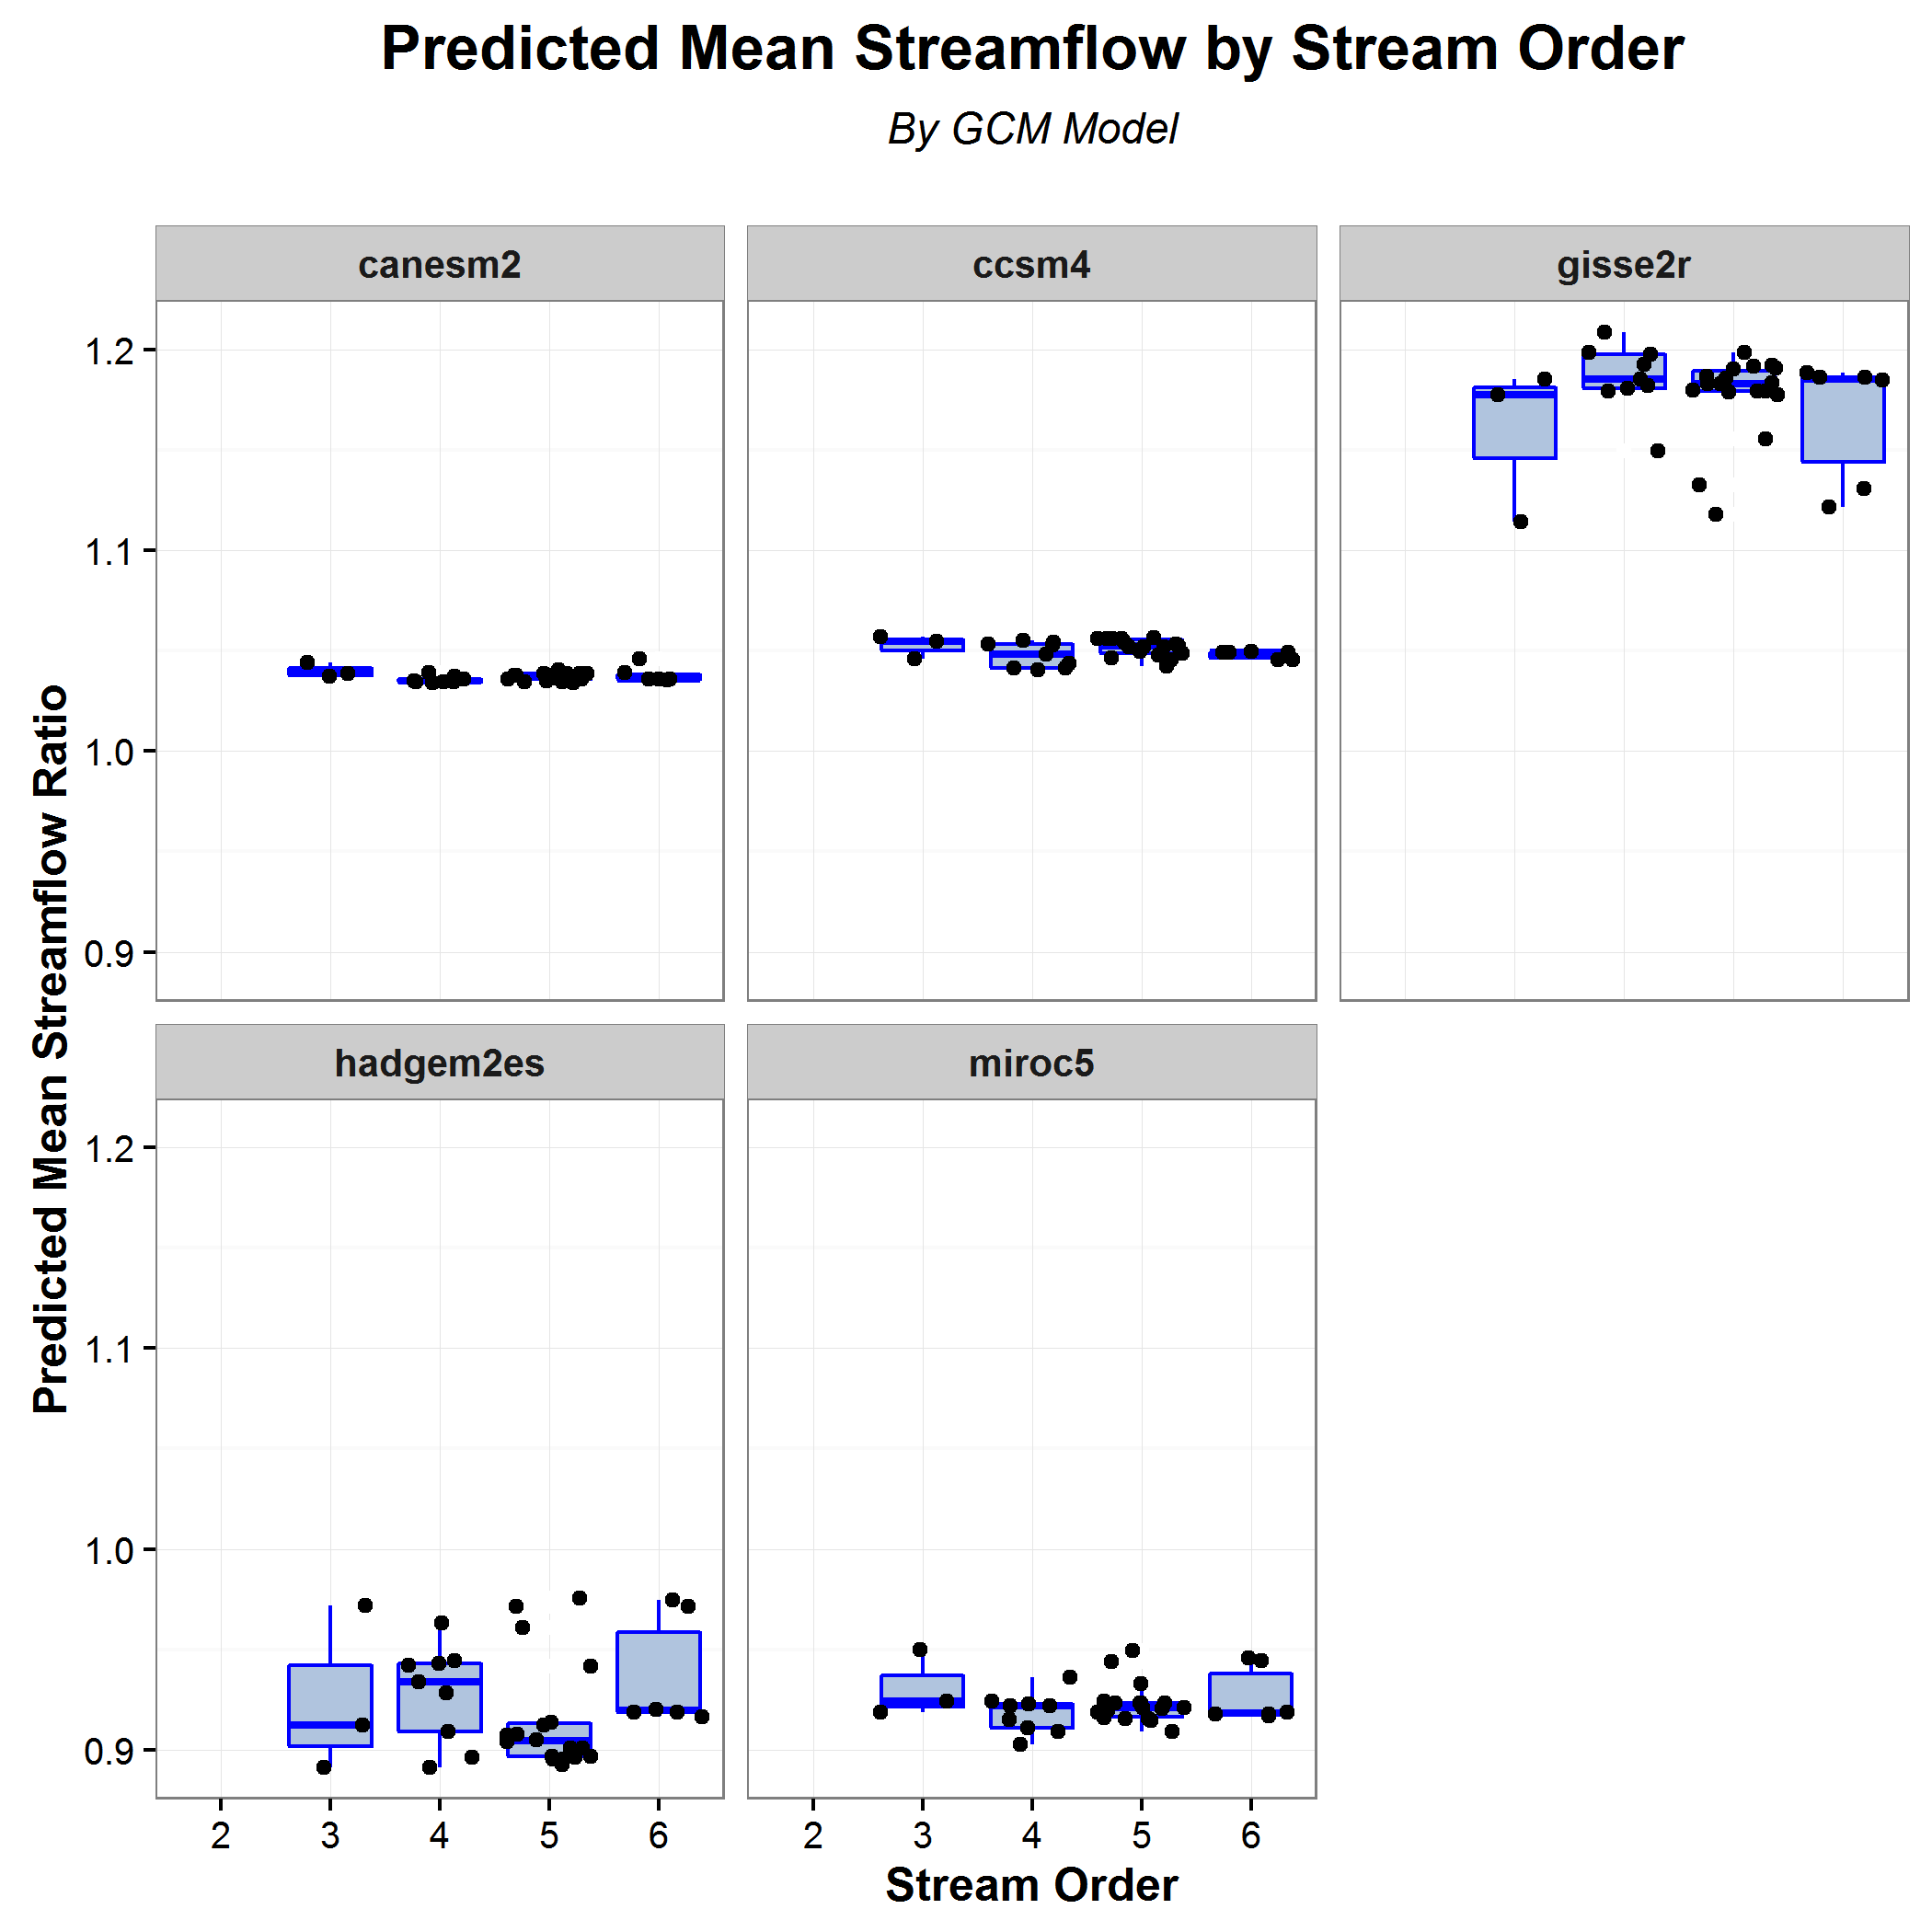 Predicted Mean Streamflow by Stream Order
By GCM Model
canesm2 ccsm4 gisse2r
1.2
1.1
1.0
0.9
Predicted Mean Streamflow Ratio
hadgem2es miroc5
1.2
1.1
1.0
0.9
2 3 4 5 6 2 3 4 5 6
Stream Order